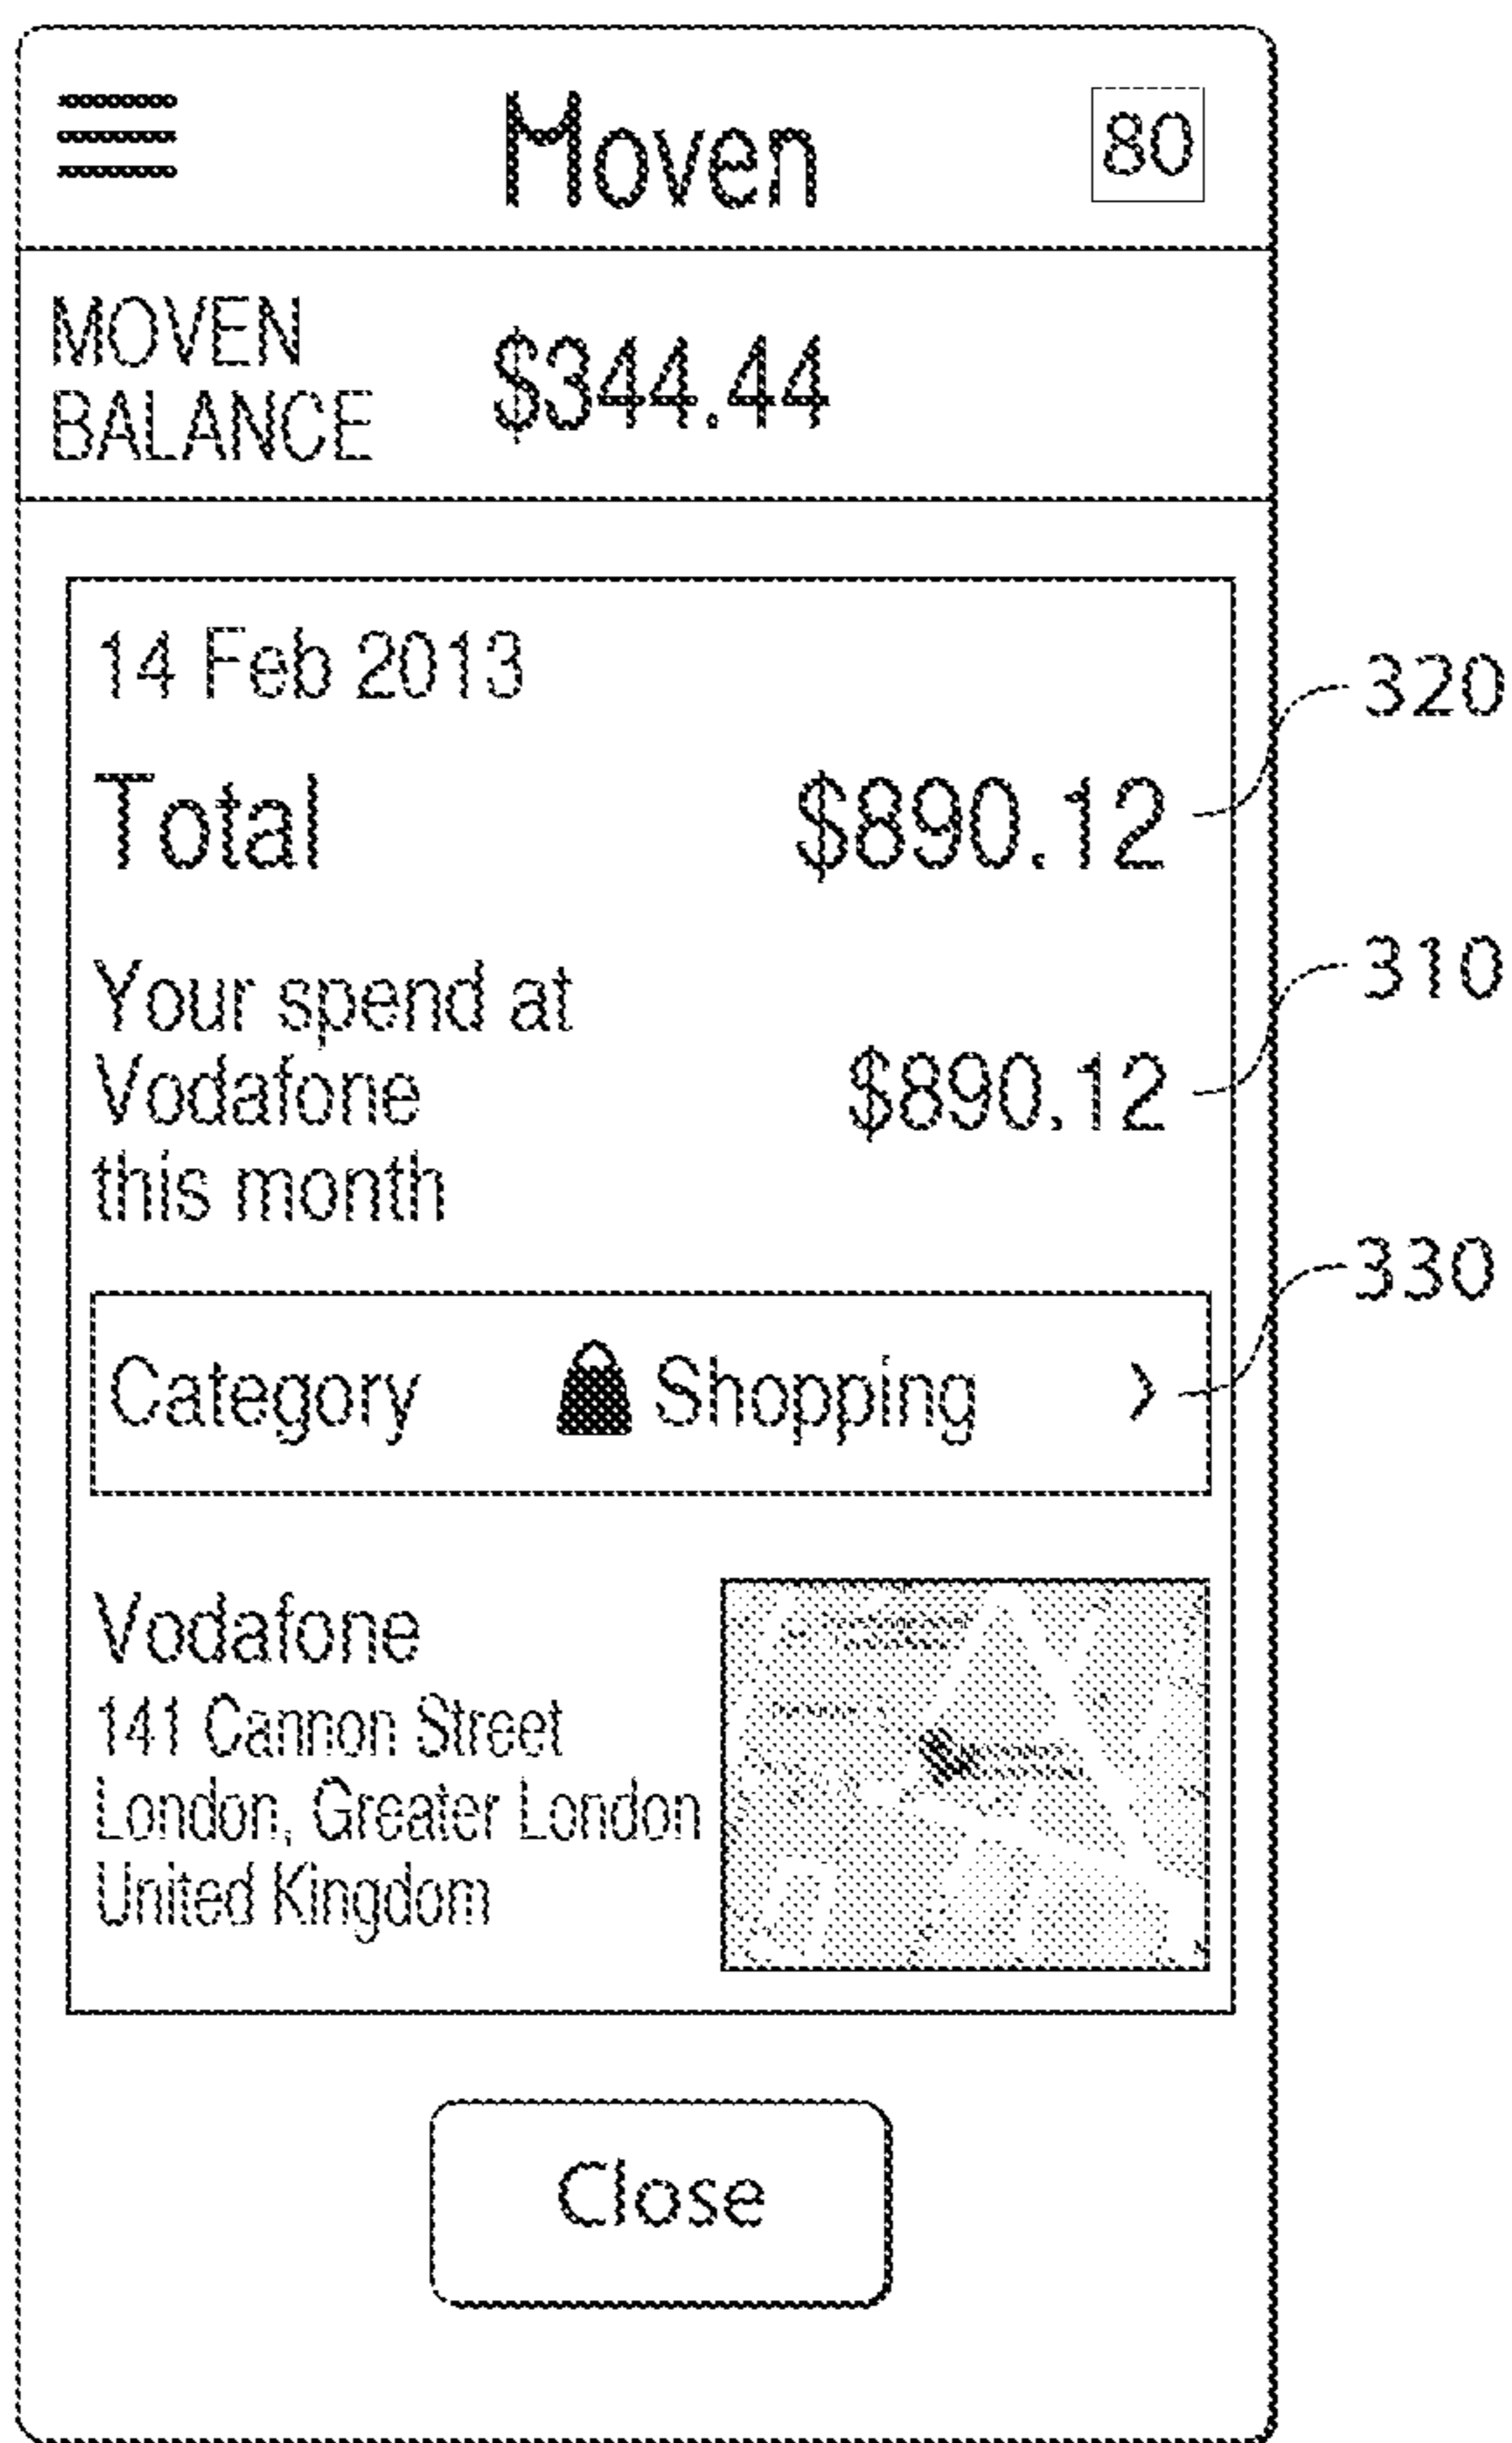 Moven
80
MOVEN
BALANCE
$344.44
14 Feb 2013
Total
$890.12
320
Your spend at
Vodafone
this month
$890.12
310
Category
Shopping
>
330
Vodafone
141 Cannon Street
London, Greater London
United Kingdom
Close